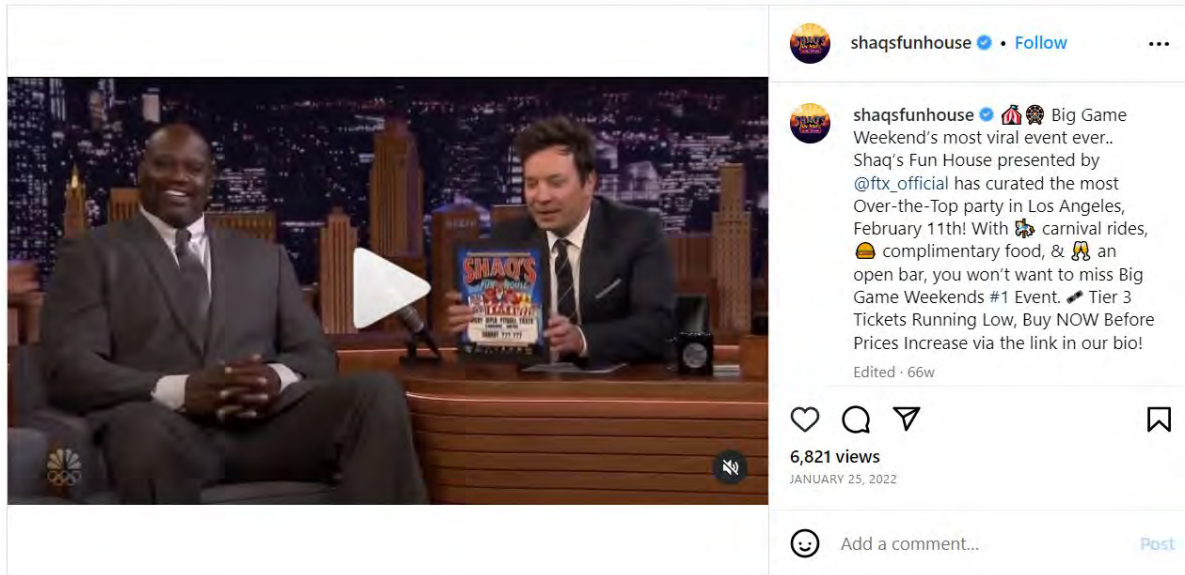 shaqsfunhouse • Follow
shaqsfunhouse 🎪🎡 Big Game
Weekend's most viral event ever..
Shaq's Fun House presented by
@ftx_official has curated the most
Over-the-Top party in Los Angeles,
February 11th! With 🎠 carnival rides,
🍔 complimentary food, & 🥂 an
open bar, you won't want to miss Big
Game Weekends #1 Event. 🎟 Tier 3
Tickets Running Low, Buy NOW Before
Prices Increase via the link in our bio!
Edited · 66w
SHAQ'S
FUN HOUSE
6,821 views
JANUARY 25, 2022
Add a comment...
Post